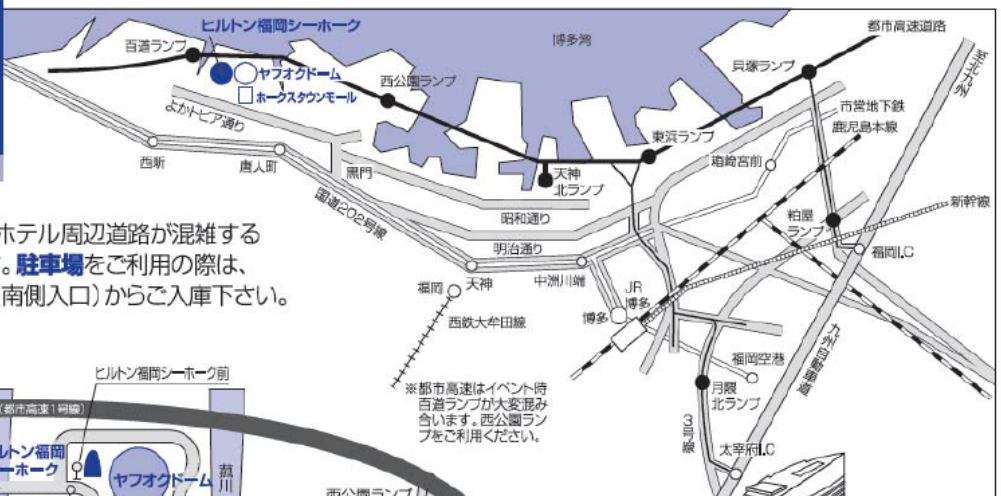 ヒルトン福岡シーホーク
都市高速道路
百道ランプ
博多湾
ヤフオクドーム
西公園ランプ
貝塚ランプ
至北九州
ホークスタウンモール
よかトピア通り
市営地下鉄
鹿児島本線
東浜ランプ
箱崎宮前
西新
唐人町
黒門
天神
北ランプ
国道202号線
昭和通り
新幹線
粕屋
ランプ
明治通り
福岡I.C
ホテル周辺道路が混雑する
。駐車場をご利用の際は、
南側入口)からご入庫下さい。
天神
中洲川端
福岡
JR
博多
博多
西鉄大牟田線
九州自動車道
福岡空港
月隈
北ランプ
※都市高速はイベント時
百道ランプが大変混み
合います。西公園ラン
プをご利用ください。
3号線
太宰府I.C
ヒルトン福岡シーホーク前
(都市高速1号線)
ルトン福岡
ーホーク
ヤフオクドーム
菰川
西公園ランプ